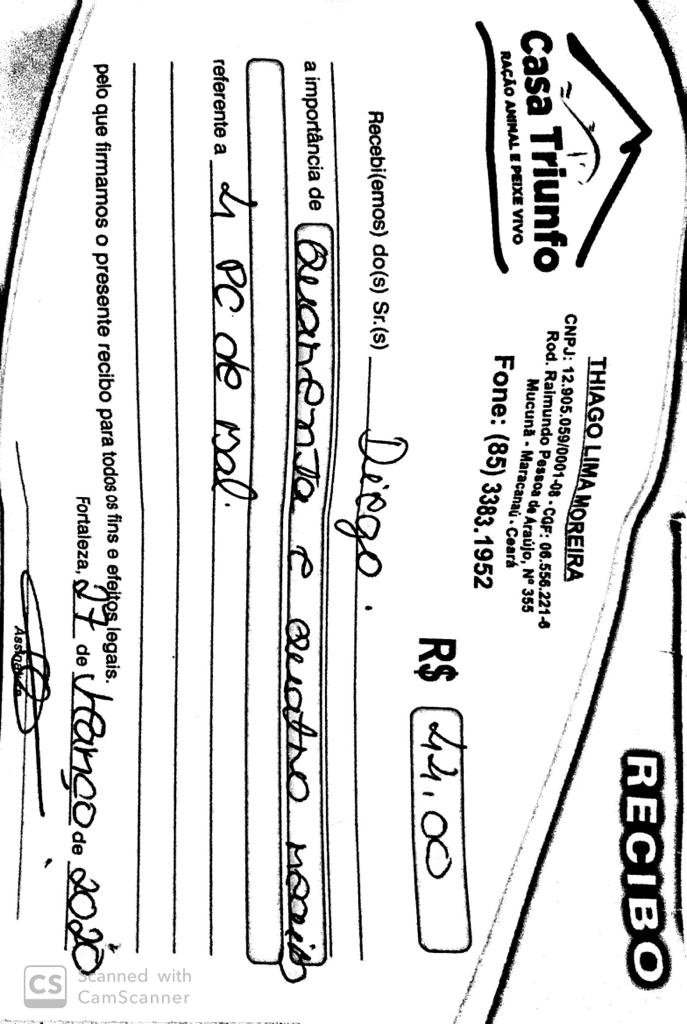 Casa Triunfo
RAÇÃO ANIMAL E PEIXE VIVO
THIAGO LIMA MOREIRA
CNPJ: 12.905.059/0001-08 - CGF: 06.556.221-6
Rod. Raimundo Pessoa de Araújo, Nº 355
Mucunã - Maracanaú - Ceará
Fone: (85) 3383.1952
RECIBO
R$ 44,00
Recebi(emos) do(s) Sr.(s) Diego.
a importância de Quarenta e quatro reais
referente a 4 PC de sal.
pelo que firmamos o presente recibo para todos os fins e efeitos legais.
Fortaleza, 27 de Março de 2020
Assinatura
CS Scanned with
CamScanner